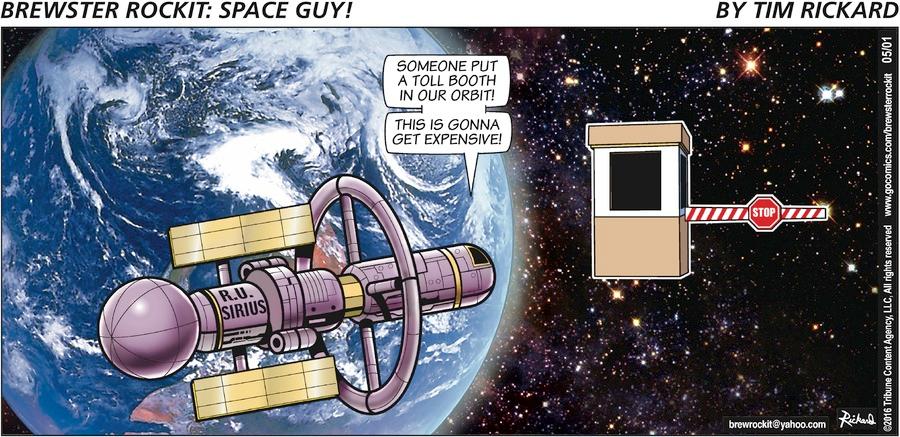 BREWSTER ROCKIT: SPACE GUY!
BY TIM RICKARD
SOMEONE PUT
A TOLL BOOTH
IN OUR ORBIT!
THIS IS GONNA
GET EXPENSIVE!
STOP
R.U.
SIRIUS
brewrockit@yahoo.com
Rickard
©2016 Tribune Content Agency, LLC. All rights reserved www.gocomics.com/brewsterrockit 05/01